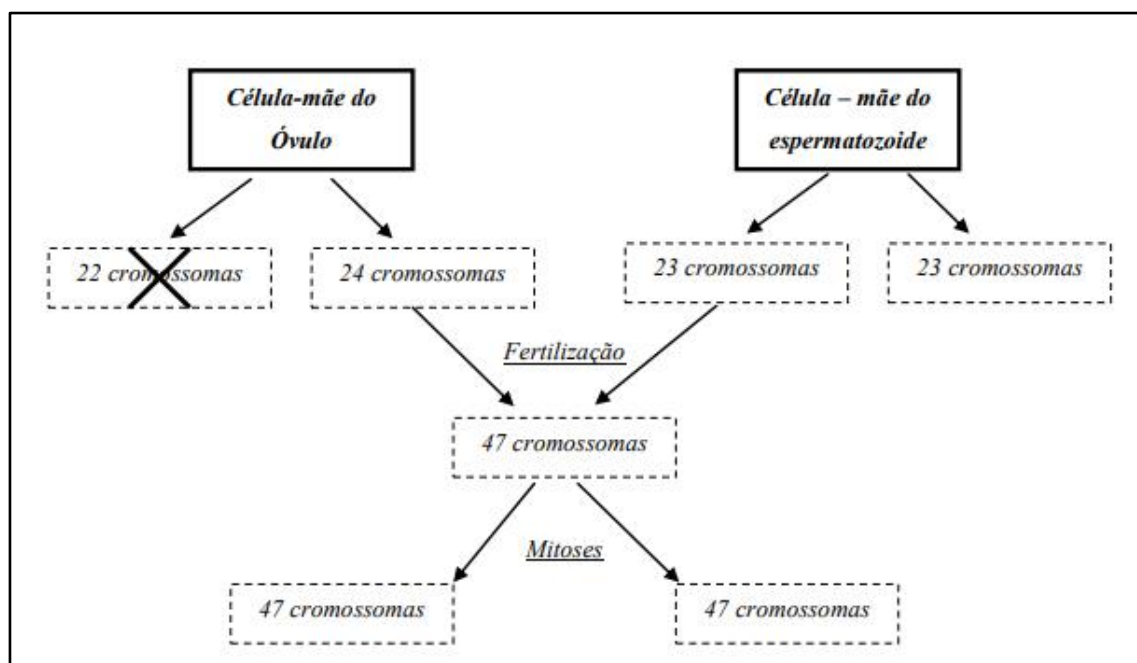 Célula-mãe do
Óvulo
Célula – mãe do
espermatozoide
22 cromossomas
24 cromossomas
23 cromossomas
23 cromossomas
Fertilização
47 cromossomas
Mitoses
47 cromossomas
47 cromossomas